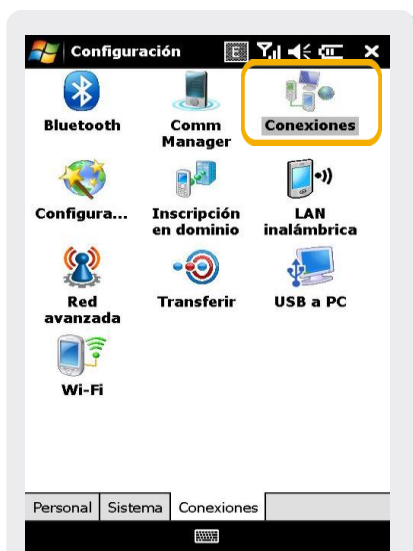 Configuración E
Bluetooth
Comm
Manager
Conexiones
Configura...
Inscripción
en dominio
LAN
inalámbrica
Red
avanzada
Transferir
USB a PC
Wi-Fi
Personal Sistema Conexiones